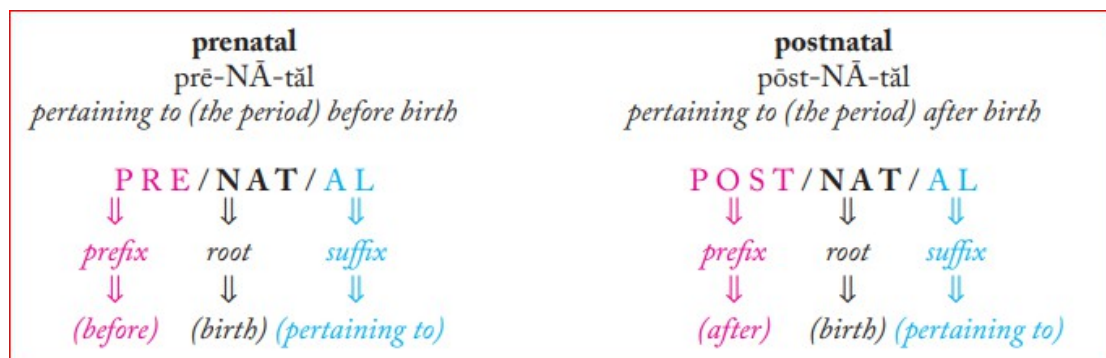 prenatal
prē-NĀ-tăl
pertaining to (the period) before birth
PRE/NAT/AL
⇓ ⇓ ⇓
prefix root suffix
⇓ ⇓ ⇓
(before) (birth) (pertaining to)
postnatal
pōst-NĀ-tăl
pertaining to (the period) after birth
POST/NAT/AL
⇓ ⇓ ⇓
prefix root suffix
⇓ ⇓ ⇓
(after) (birth) (pertaining to)